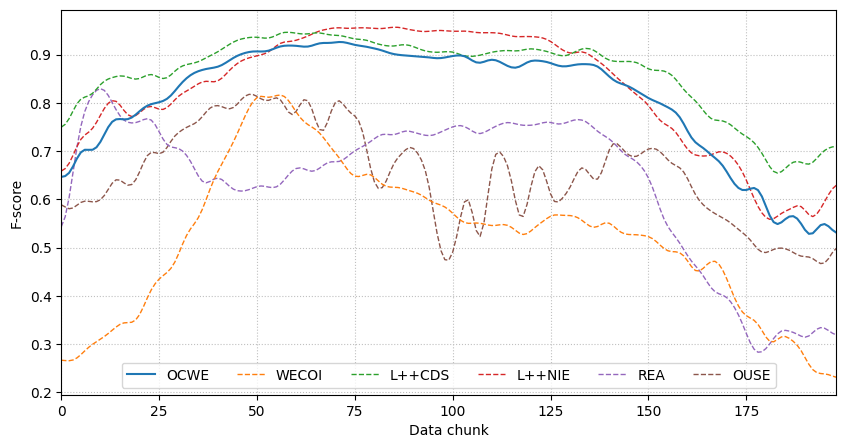 F-score
0.9
0.8
0.7
0.6
0.5
0.4
0.3
0.2
OCWE WECOI L++CDS L++NIE REA OUSE
0 25 50 75 100 125 150 175
Data chunk